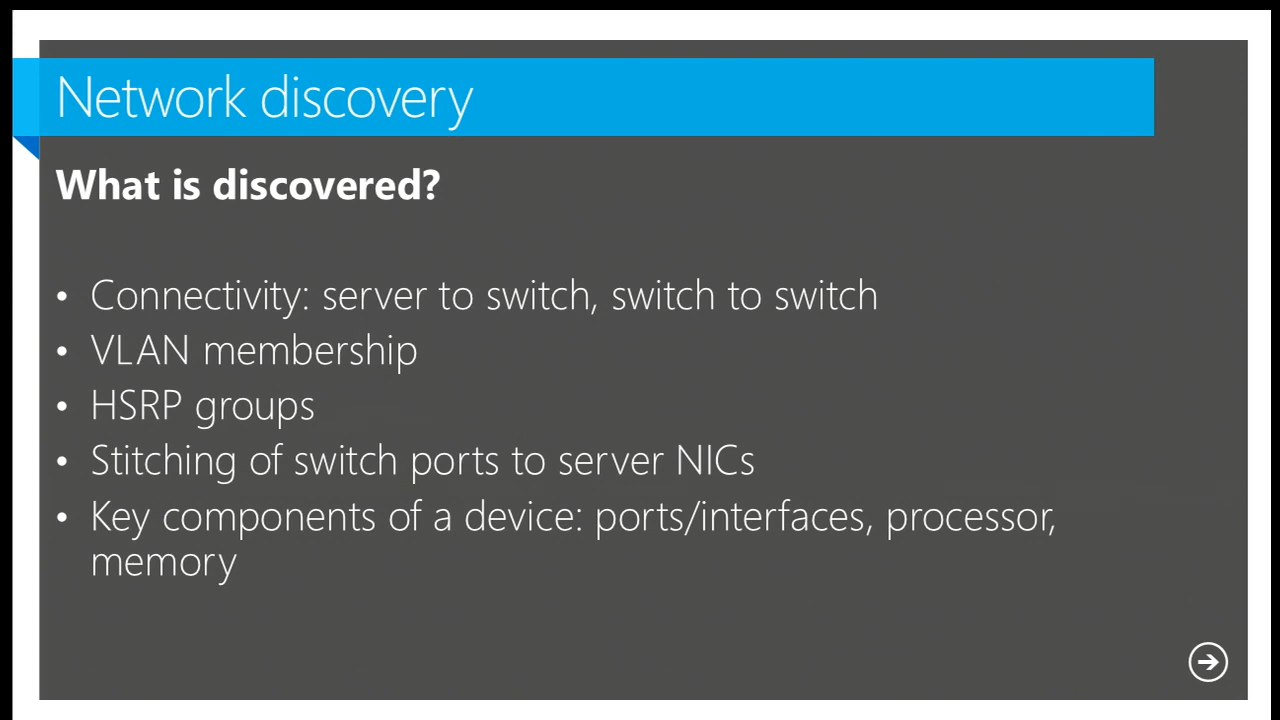 Network discovery
What is discovered?
• Connectivity: server to switch, switch to switch
• VLAN membership
• HSRP groups
• Stitching of switch ports to server NICs
• Key components of a device: ports/interfaces, processor,
memory